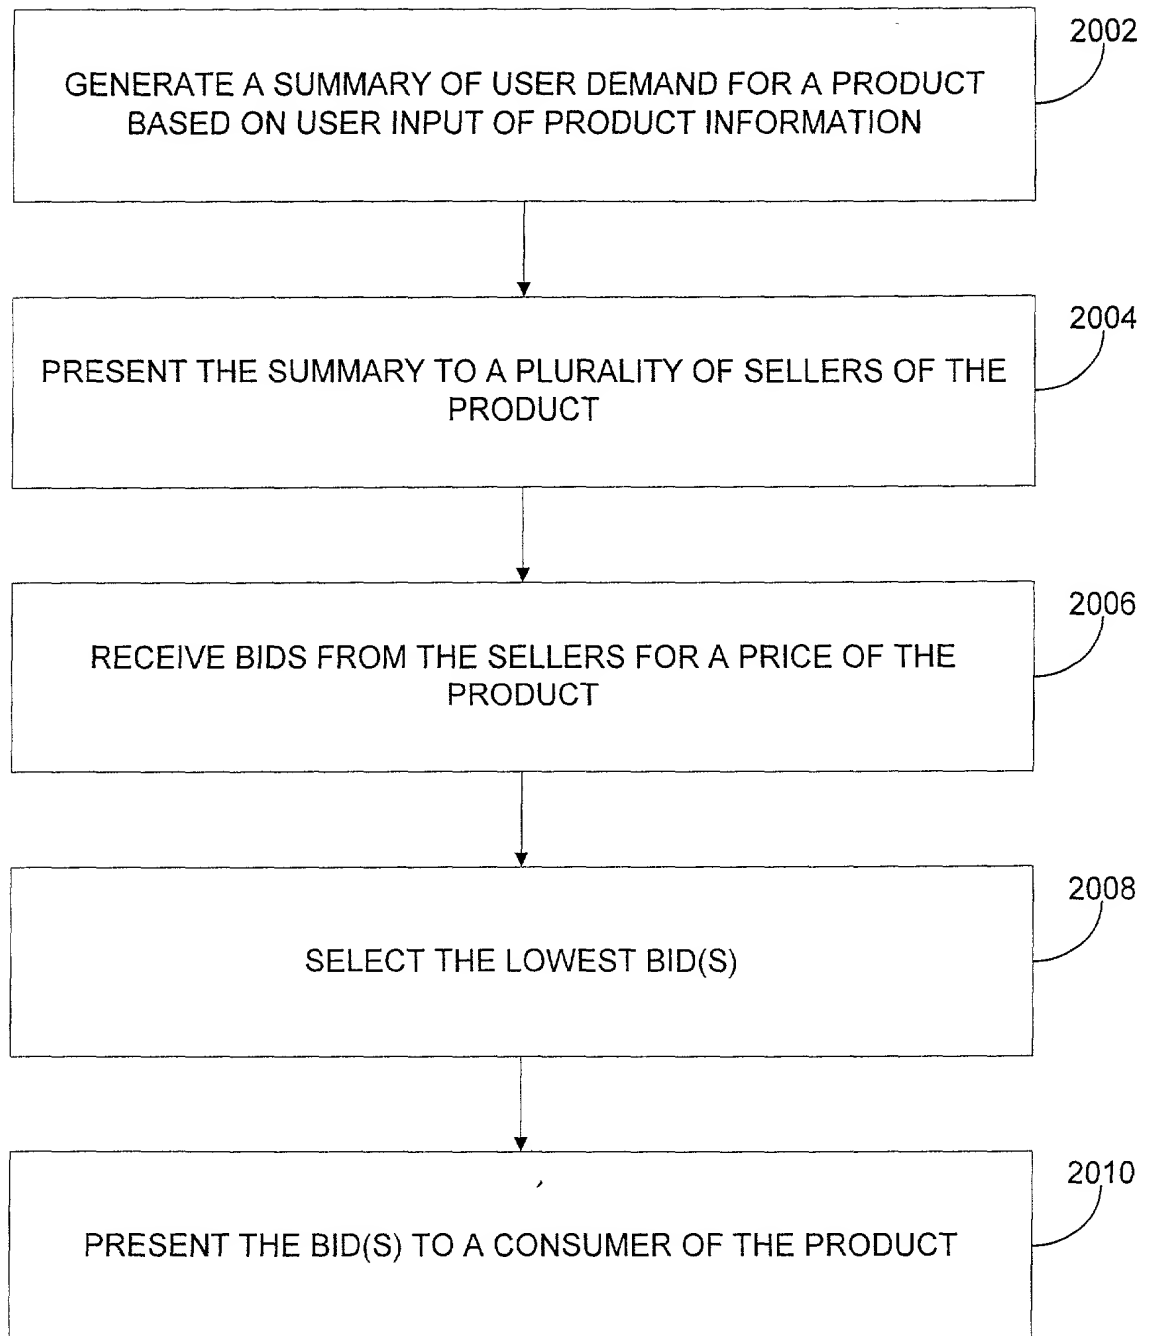 2002
GENERATE A SUMMARY OF USER DEMAND FOR A PRODUCT
BASED ON USER INPUT OF PRODUCT INFORMATION
2004
PRESENT THE SUMMARY TO A PLURALITY OF SELLERS OF THE
PRODUCT
2006
RECEIVE BIDS FROM THE SELLERS FOR A PRICE OF THE
PRODUCT
2008
SELECT THE LOWEST BID(S)
2010
PRESENT THE BID(S) TO A CONSUMER OF THE PRODUCT